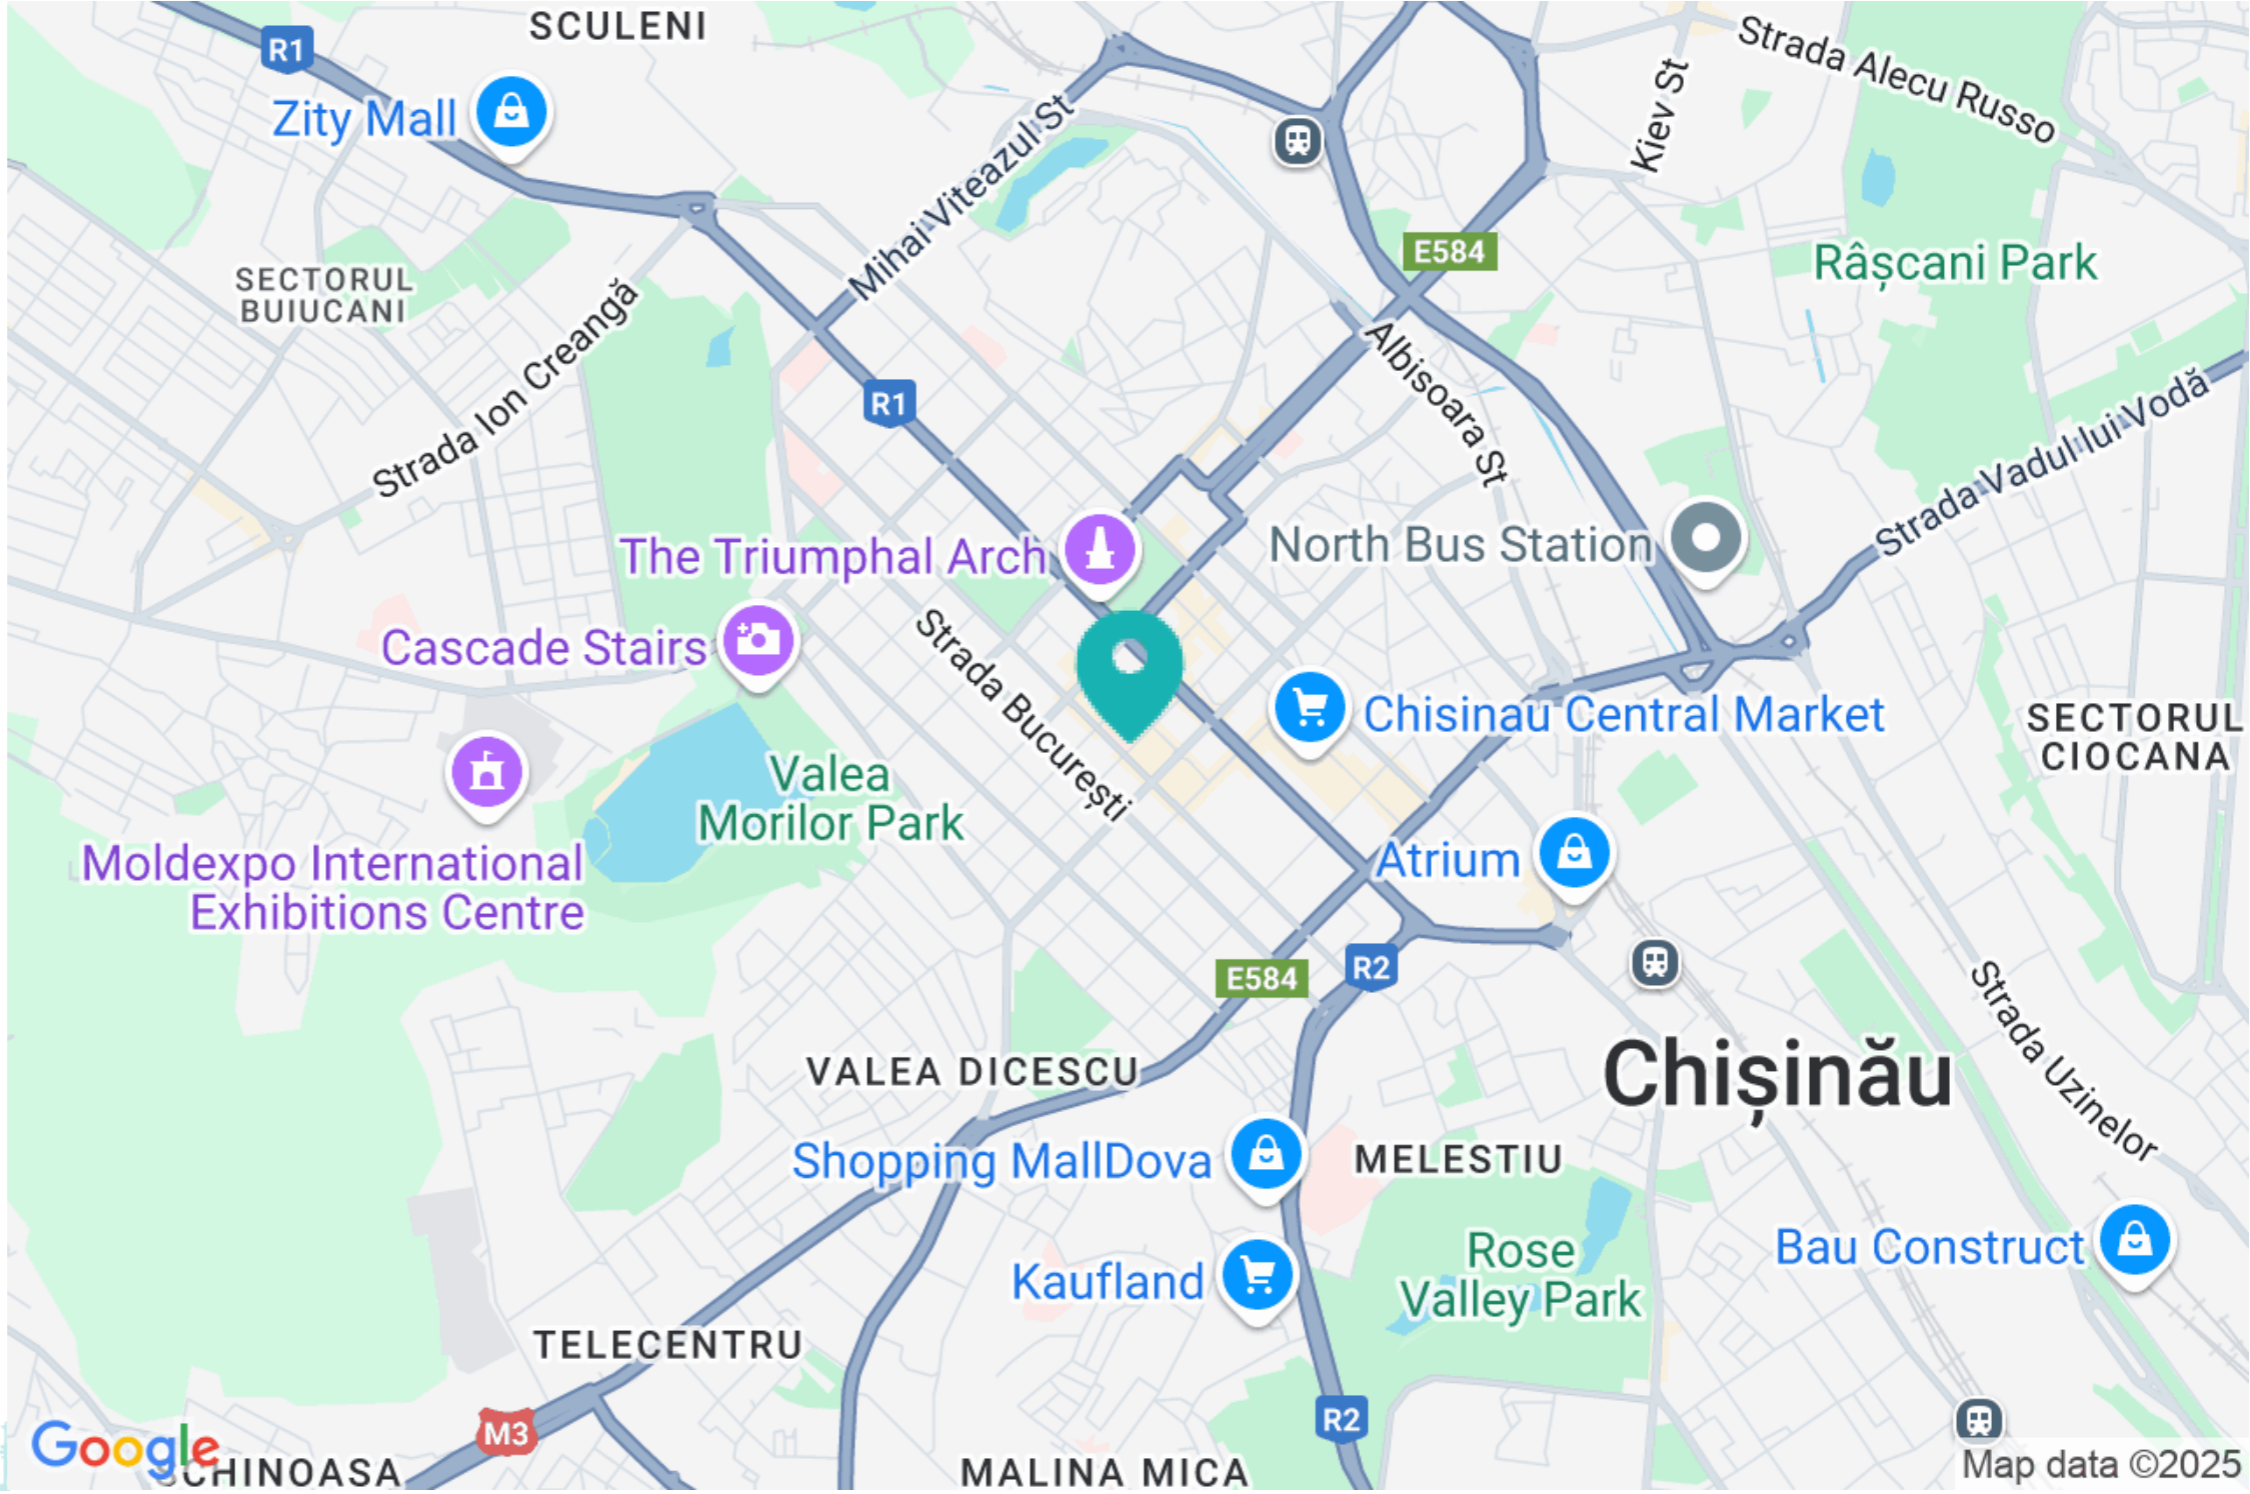 SCULENI
R1
Strada Alecu Russo
Kiev St
Zity Mall
Mihai Viteazul St
E584
Râșcani Park
SECTORUL
BUIUCANI
Strada Ion Creangă
R1
Albisoara St
Strada Vadul lui Vodă
The Triumphal Arch
North Bus Station
Cascade Stairs
Strada București
Chisinau Central Market
SECTORUL
CIOCANA
Valea
Morilor Park
Moldexpo International
Exhibitions Centre
Atrium
E584
R2
Strada Uzinelor
VALEA DICESCU
Chișinău
Shopping MallDova
MELESTIU
Rose
Valley Park
Bau Construct
Kaufland
TELECENTRU
M3
R2
Google
SCHINOASA
MALINA MICA
Map data ©2025